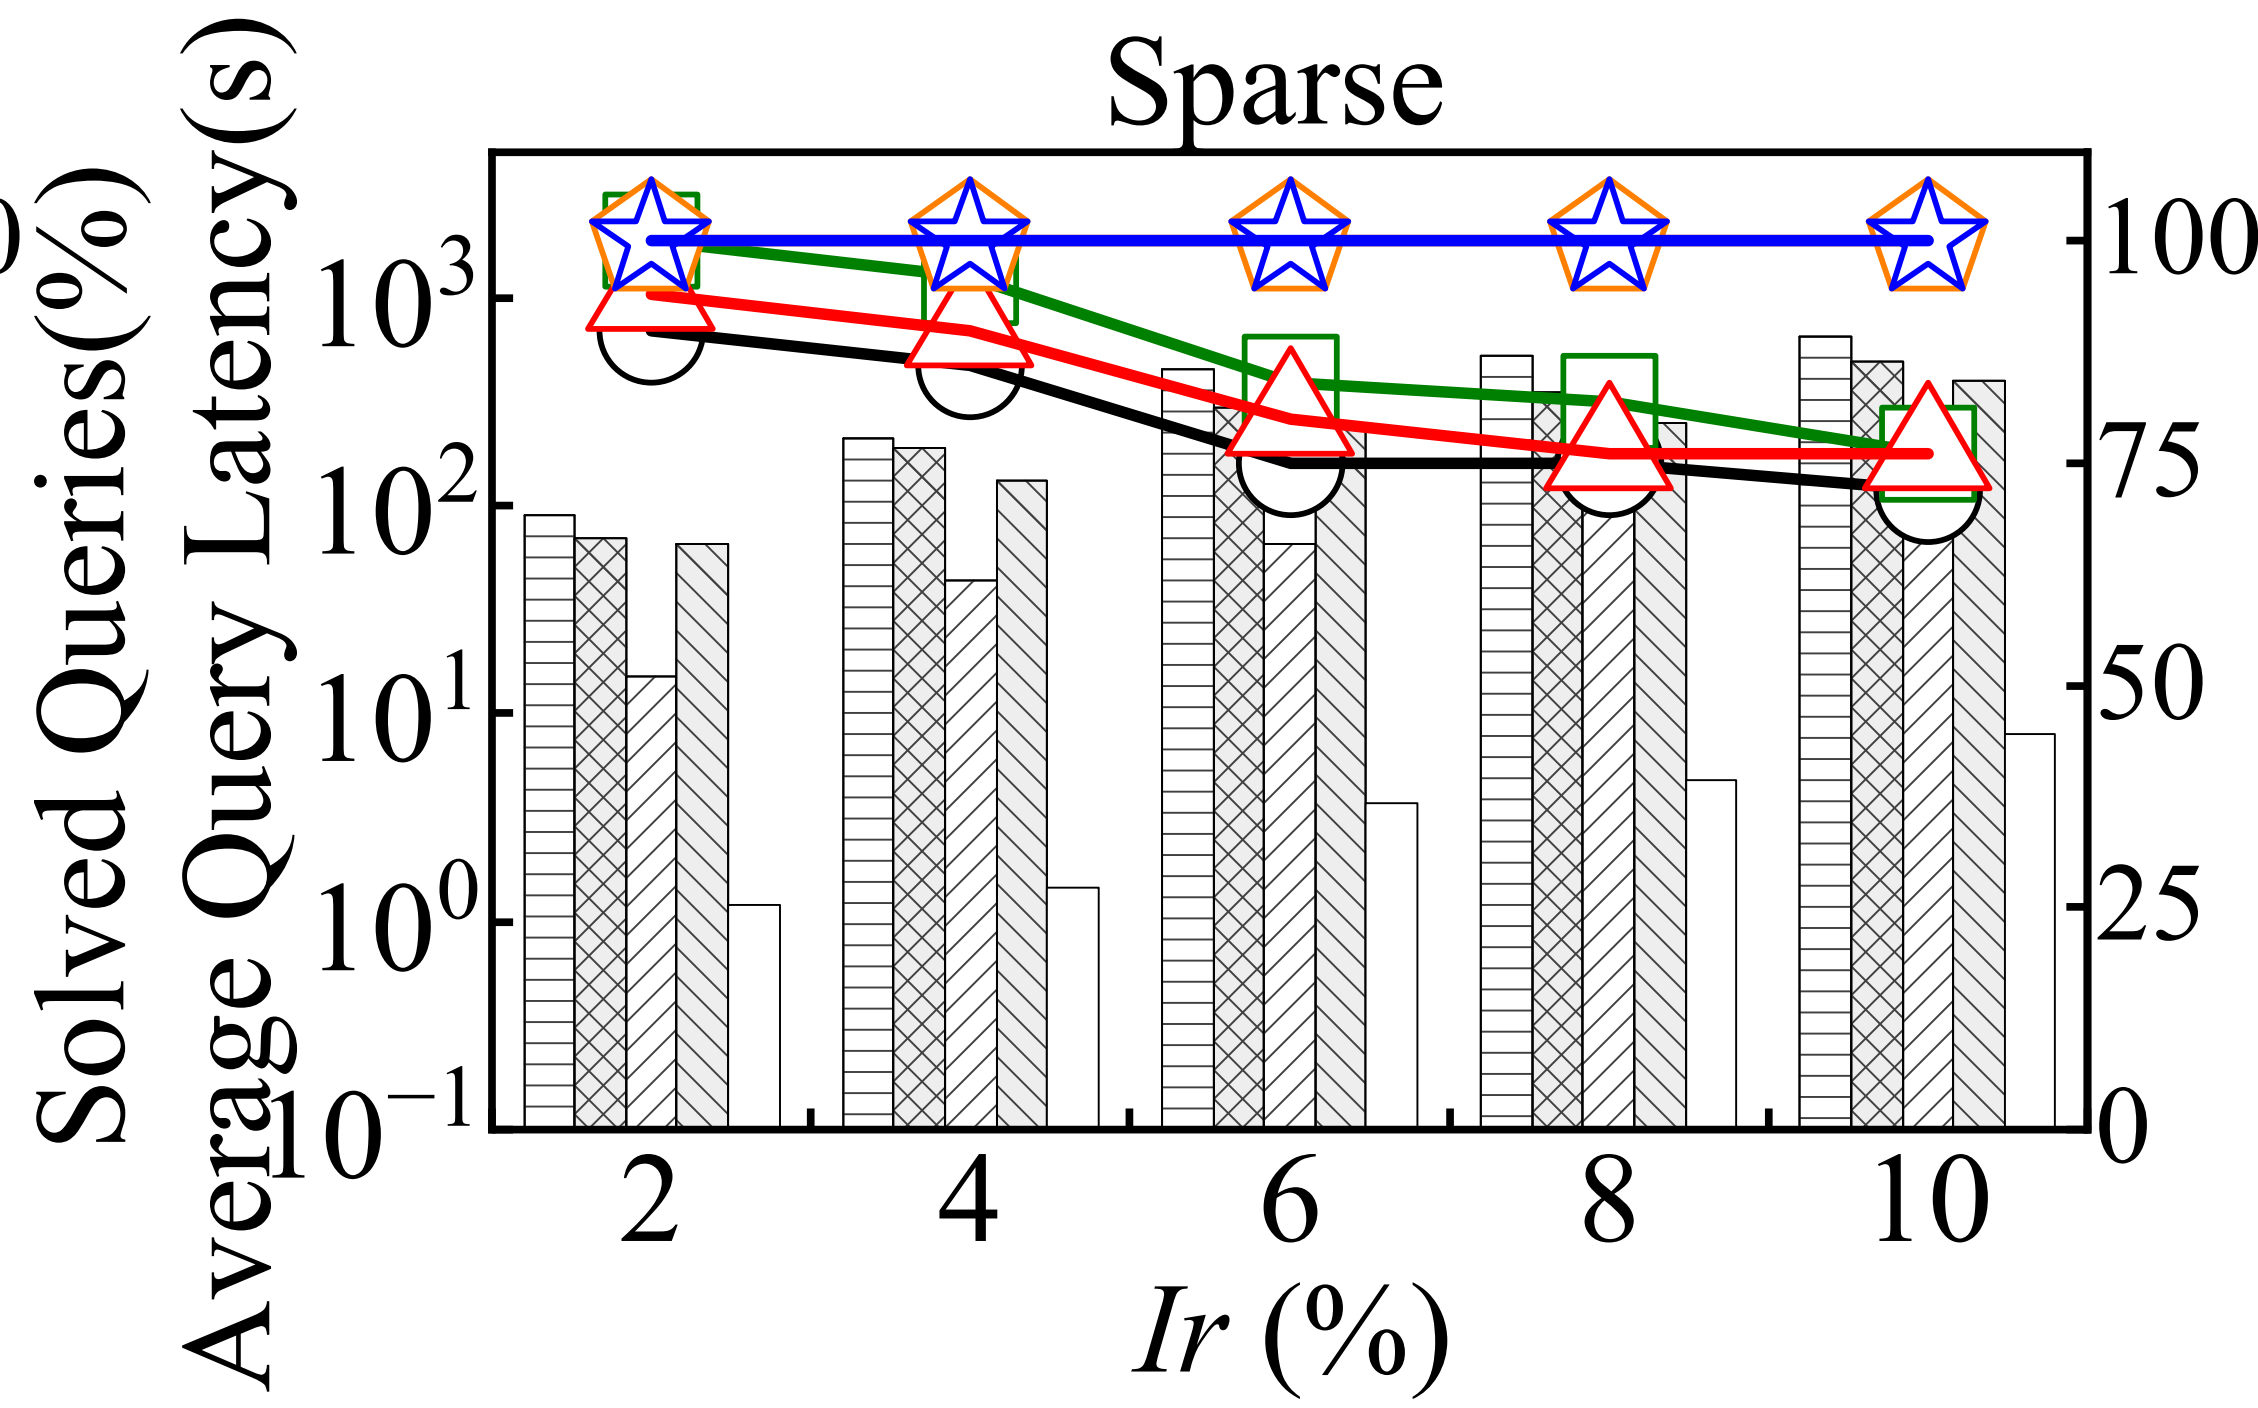 Sparse
Solved Queries(%)
Average Query Latency(s)
10³
10²
10¹
10⁰
10⁻¹
100
75
50
25
0
2 4 6 8 10
Ir (%)